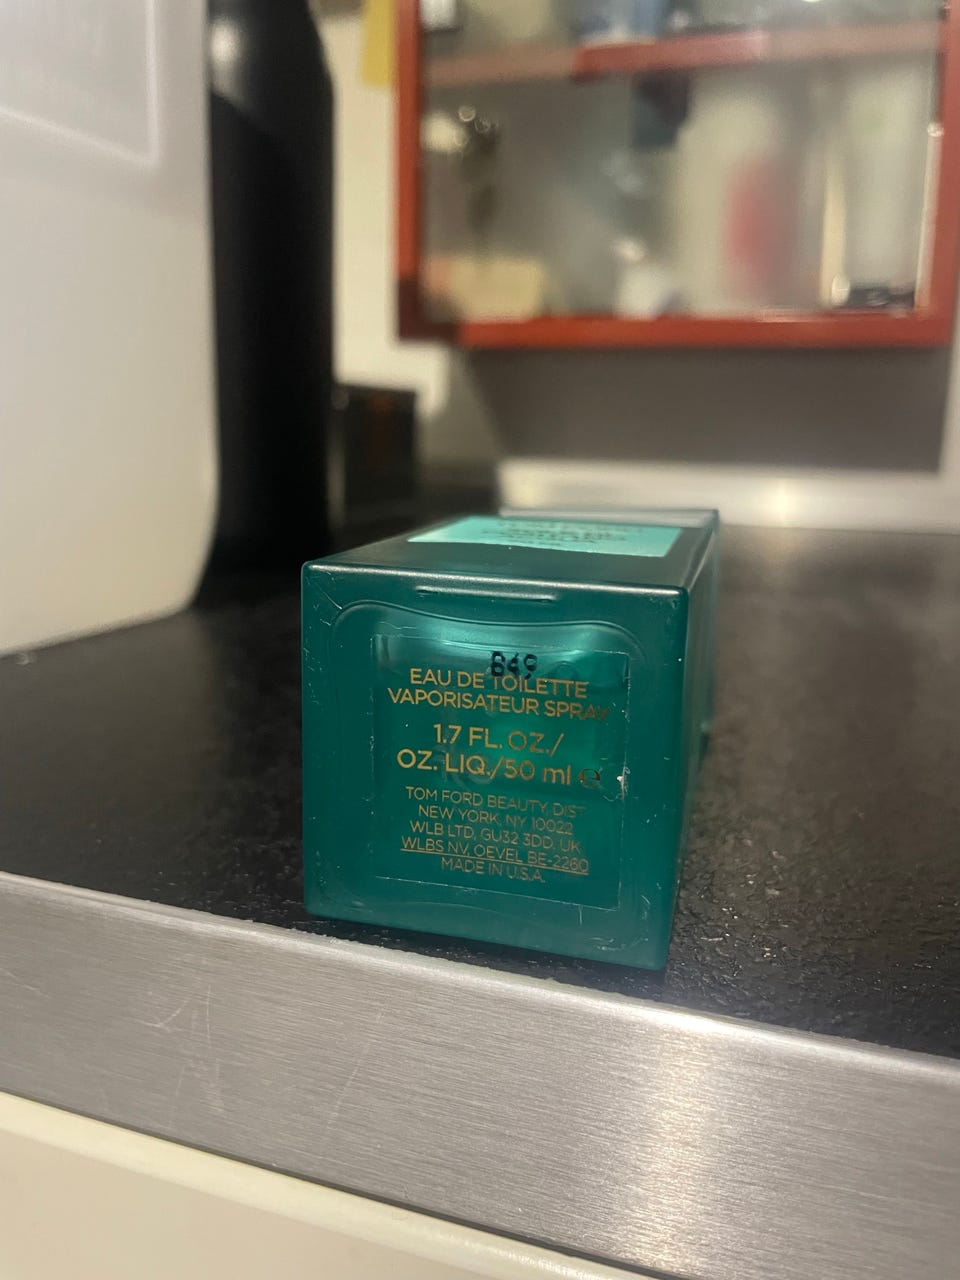 B49
EAU DE TOILETTE
VAPORISATEUR SPRAY
1.7 FL. OZ./
OZ. LIQ./50 ml ℮
TOM FORD BEAUTY, DIST
NEW YORK, NY 10022
WLB LTD, GU32 3DD, UK
WLBS NV, OEVEL BE-2260
MADE IN U.S.A.